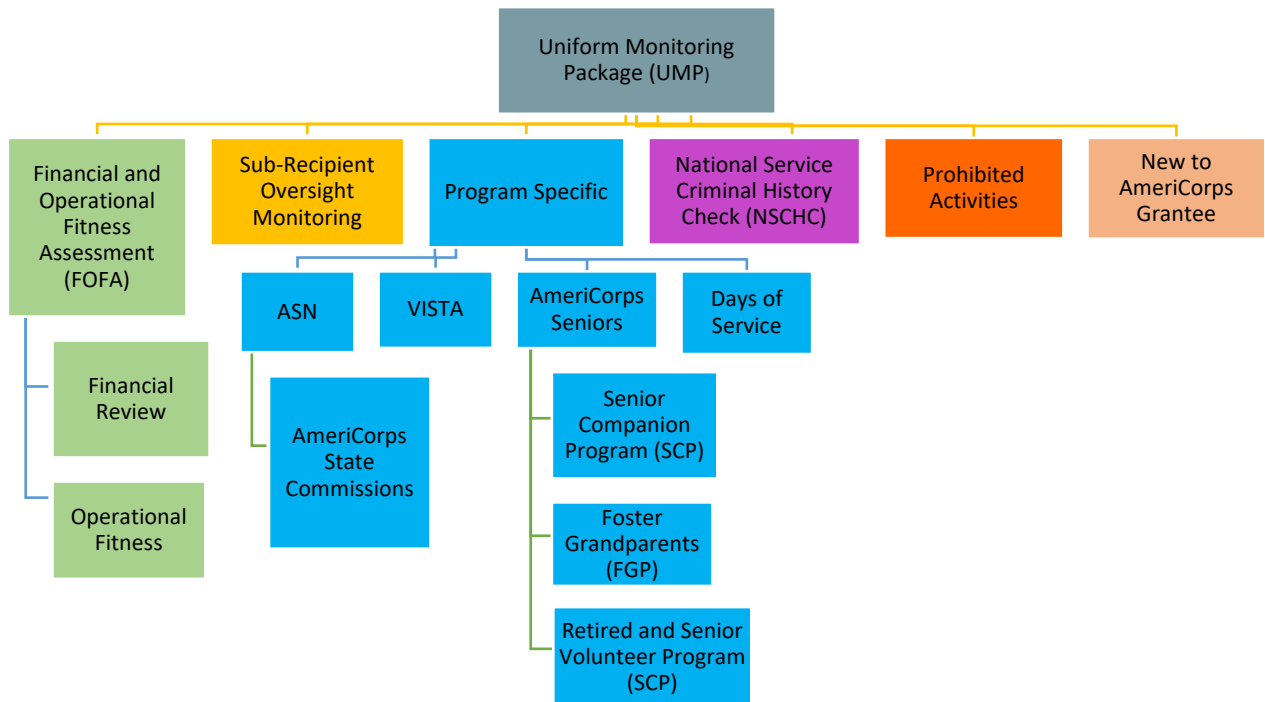 Uniform Monitoring
Package (UMP)
Financial and
Operational
Fitness
Assessment
(FOFA)
Sub-Recipient
Oversight
Monitoring
Program Specific
National Service
Criminal History
Check (NSCHC)
Prohibited
Activities
New to
AmeriCorps
Grantee
ASN
VISTA
AmeriCorps
Seniors
Days of
Service
Financial
Review
Operational
Fitness
AmeriCorps
State
Commissions
Senior
Companion
Program (SCP)
Foster
Grandparents
(FGP)
Retired and Senior
Volunteer Program
(SCP)